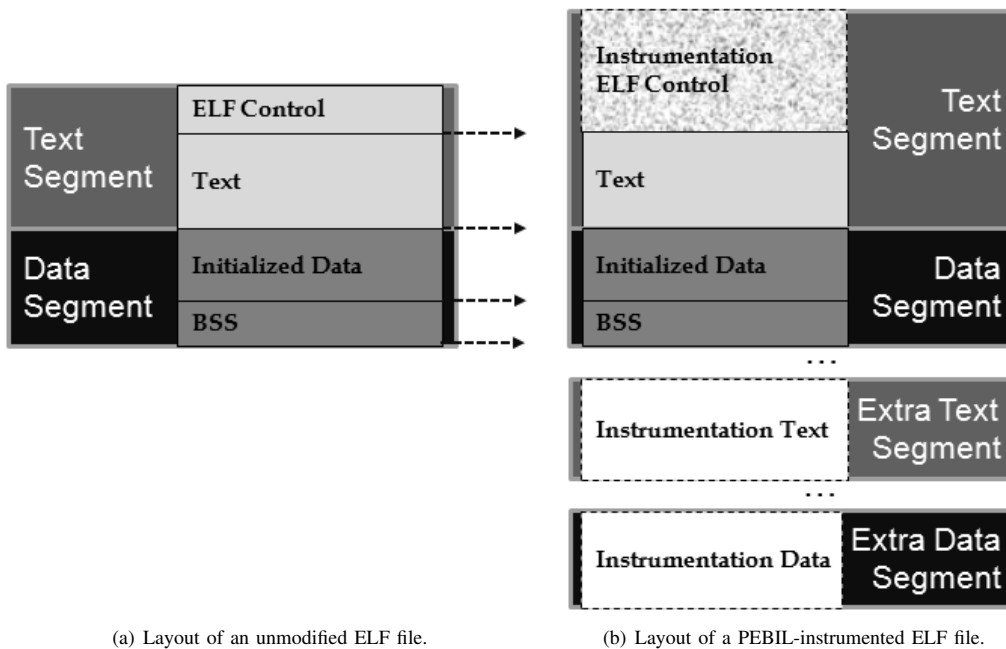 Text
Segment
ELF Control
Text
Data
Segment
Initialized Data
BSS
(a) Layout of an unmodified ELF file.
Instrumentation
ELF Control
Text
Segment
Text
Initialized Data
BSS
Data
Segment
...
Instrumentation Text
Extra Text
Segment
...
Instrumentation Data
Extra Data
Segment
(b) Layout of a PEBIL-instrumented ELF file.